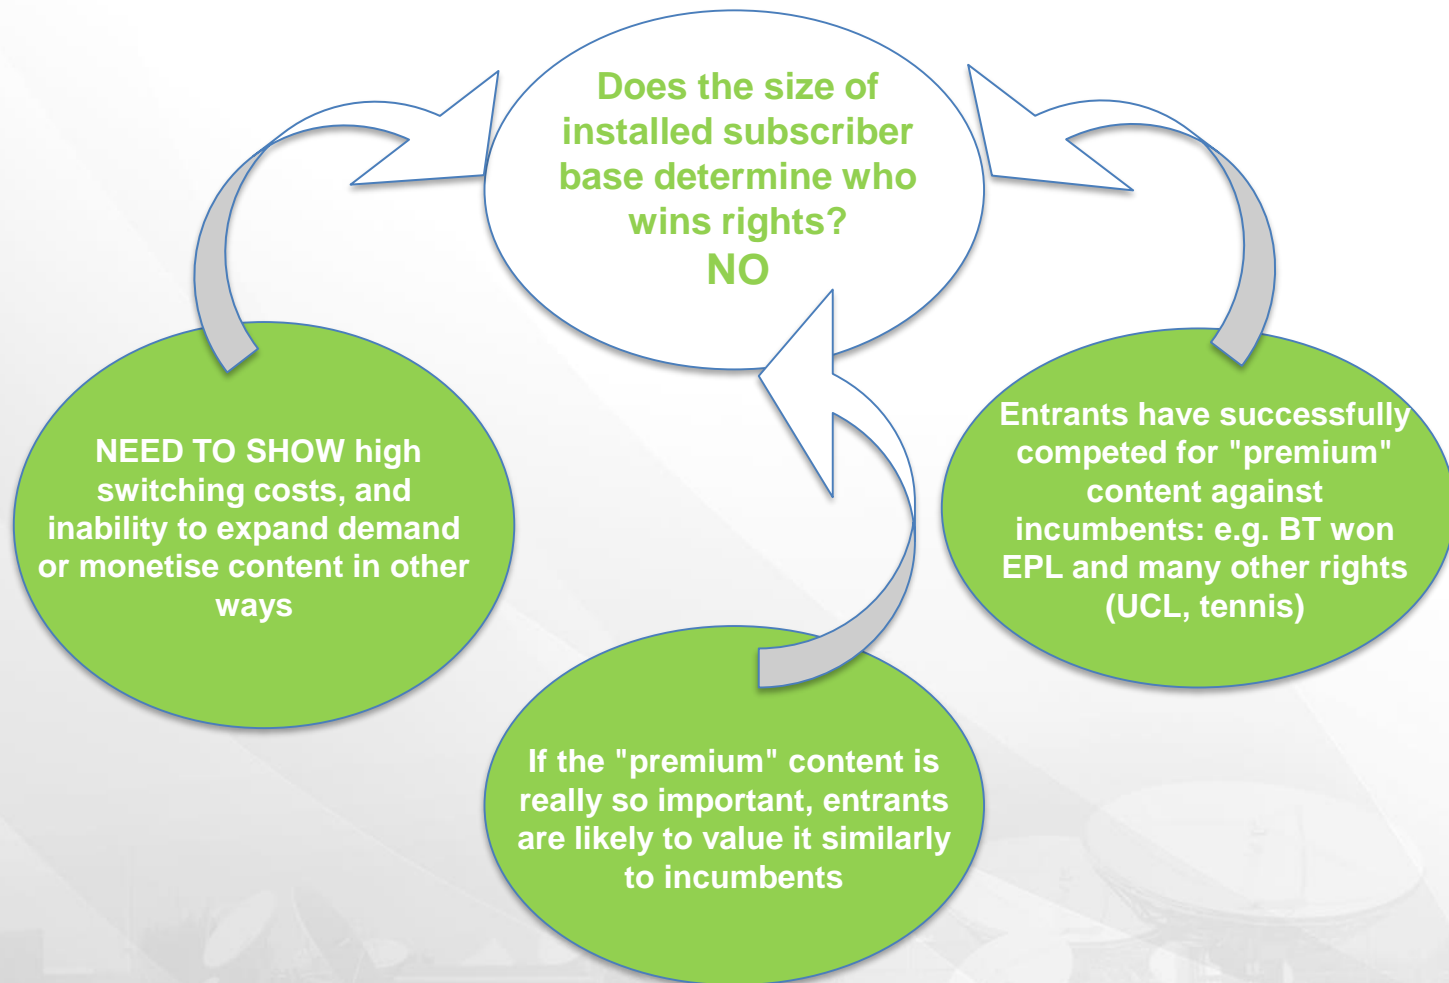 Does the size of
installed subscriber
base determine who
wins rights?
NO
NEED TO SHOW high
switching costs, and
inability to expand demand
or monetise content in other
ways
If the "premium" content is
really so important, entrants
are likely to value it similarly
to incumbents
Entrants have successfully
competed for "premium"
content against
incumbents: e.g. BT won
EPL and many other rights
(UCL, tennis)